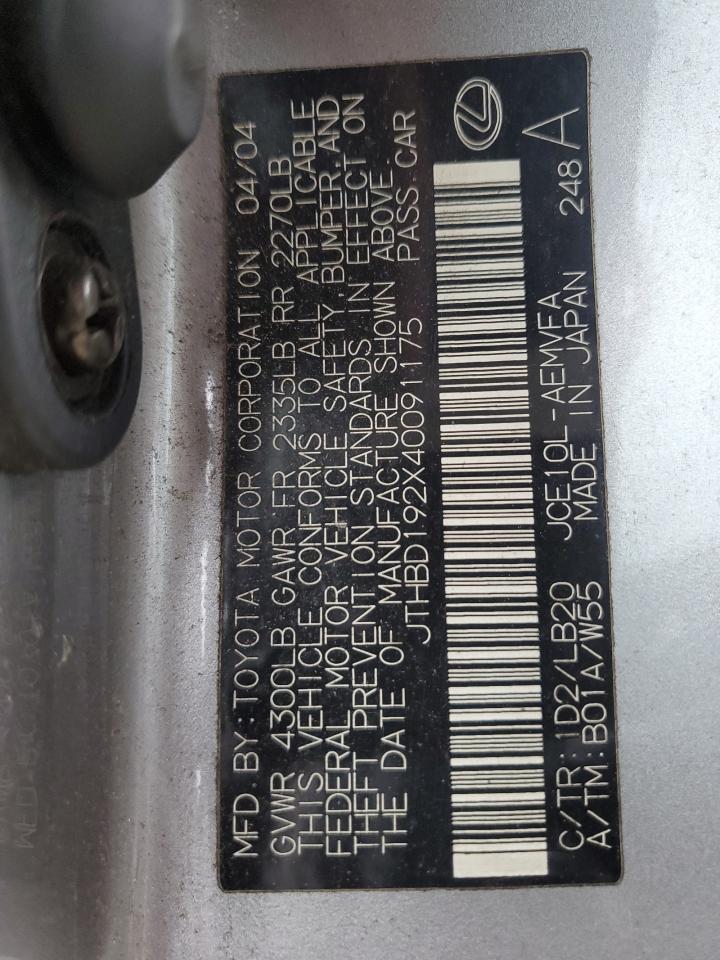 MFD. BY: TOYOTA MOTOR CORPORATION 04/04
GVWR 4300LB GAWR FR 2335LB RR 2270LB
THIS VEHICLE CONFORMS TO ALL APPLICABLE
FEDERAL MOTOR VEHICLE SAFETY, BUMPER, AND
THEFT PREVENTION STANDARDS IN EFFECT ON
THE DATE OF MANUFACTURE SHOWN ABOVE.
JTHBD192X40091175 PASS. CAR
C/TR: 1D2/LB20 JCE10L-AEMVFA 248 A
A/TM: B01A/W55 MADE IN JAPAN